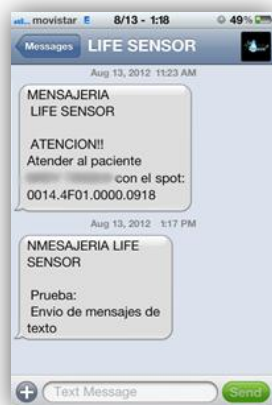 movistar E 8/13 - 1:18 49%
Messages LIFE SENSOR
Aug 13, 2012 11:23 AM
MENSAJERIA
LIFE SENSOR
ATENCION!!
Atender al paciente
con el spot:
0014.4F01.0000.0918
Aug 13, 2012 1:17 PM
NMESAJERIA LIFE
SENSOR
Prueba:
Envio de mensajes de
texto
Text Message Send